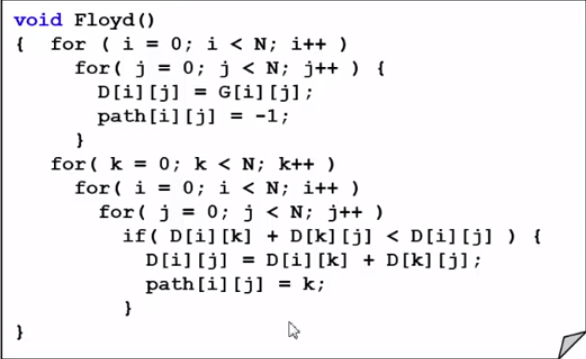 void Floyd()
{ for ( i = 0; i < N; i++ )
for( j = 0; j < N; j++ ) {
D[i][j] = G[i][j];
path[i][j] = -1;
}
for( k = 0; k < N; k++ )
for( i = 0; i < N; i++ )
for( j = 0; j < N; j++ )
if( D[i][k] + D[k][j] < D[i][j] ) {
D[i][j] = D[i][k] + D[k][j];
path[i][j] = k;
}
}